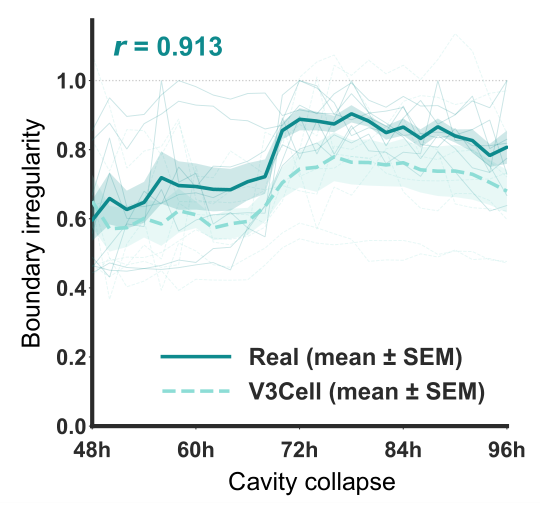 r = 0.913
1.0
0.8
0.6
0.4
0.2
0.0
Boundary irregularity
Real (mean ± SEM)
V3Cell (mean ± SEM)
48h 60h 72h 84h 96h
Cavity collapse